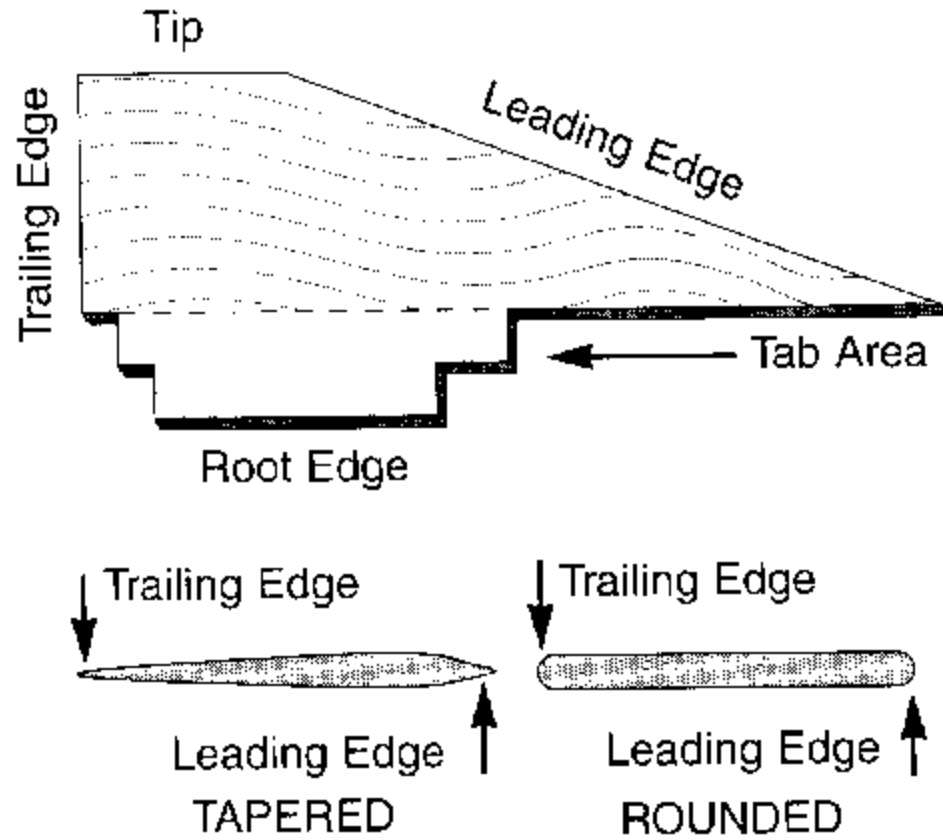 Tip
Trailing Edge
Leading Edge
Tab Area
Root Edge
Trailing Edge
Trailing Edge
Leading Edge
Leading Edge
TAPERED
ROUNDED